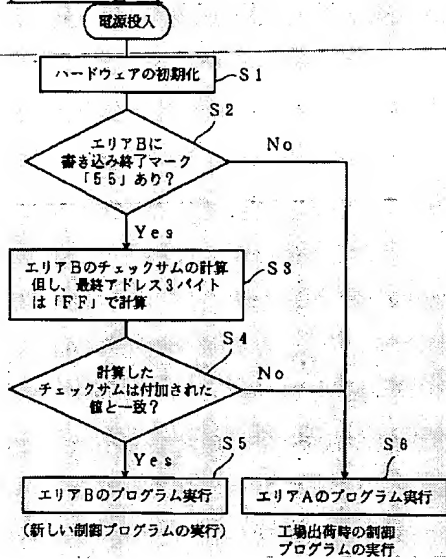 電源投入
ハードウェアの初期化
S1
S2
エリアBに
書き込み終了マーク
「55」あり?
No
Yes
エリアBのチェックサムの計算
但し、最終アドレス3バイト
は「FF」で計算
S3
S4
計算した
チェックサムは付加された
値と一致?
No
Yes
S5
S6
エリアBのプログラム実行
エリアAのプログラム実行
(新しい制御プログラムの実行)
工場出荷時の制御
プログラムの実行